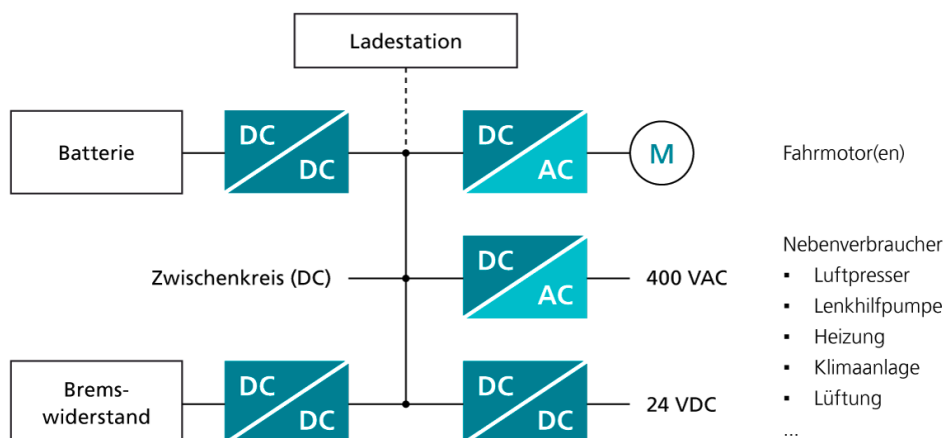 Ladestation
Batterie
DC
DC
DC
AC
M
Fahrmotor(en)
Zwischenkreis (DC)
DC
AC
400 VAC
Nebenverbraucher
▪ Luftpresser
▪ Lenkhilfpumpe
▪ Heizung
▪ Klimaanlage
▪ Lüftung
...
Brems-
widerstand
DC
DC
DC
DC
24 VDC